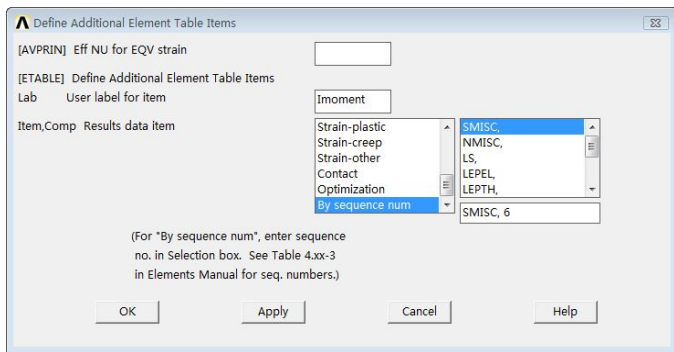 Define Additional Element Table Items
[AVPRIN] Eff NU for EQV strain
[ETABLE] Define Additional Element Table Items
Lab User label for item Imoment
Item,Comp Results data item
Strain-plastic SMISC,
Strain-creep NMISC,
Strain-other LS,
Contact LEPEL,
Optimization LEPTH,
By sequence num
SMISC, 6
(For "By sequence num", enter sequence
no. in Selection box. See Table 4.xx-3
in Elements Manual for seq. numbers.)
OK Apply Cancel Help